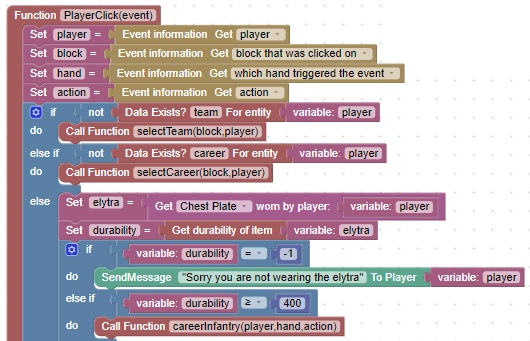 Function PlayerClick(event)
Set player = Event information Get player
Set block = Event information Get block that was clicked on
Set hand = Event information Get which hand triggered the event
Set action = Event information Get action
if not Data Exists? team For entity variable: player
do Call Function selectTeam(block,player)
else if not Data Exists? career For entity variable: player
do Call Function selectCareer(block,player)
else Set elytra = Get Chest Plate worn by player: variable: player
Set durability = Get durability of item variable: elytra
if variable: durability = -1
do SendMessage "Sorry you are not wearing the elytra" To Player variable: player
else if variable: durability ≥ 400
do Call Function careerInfantry(player,hand,action)